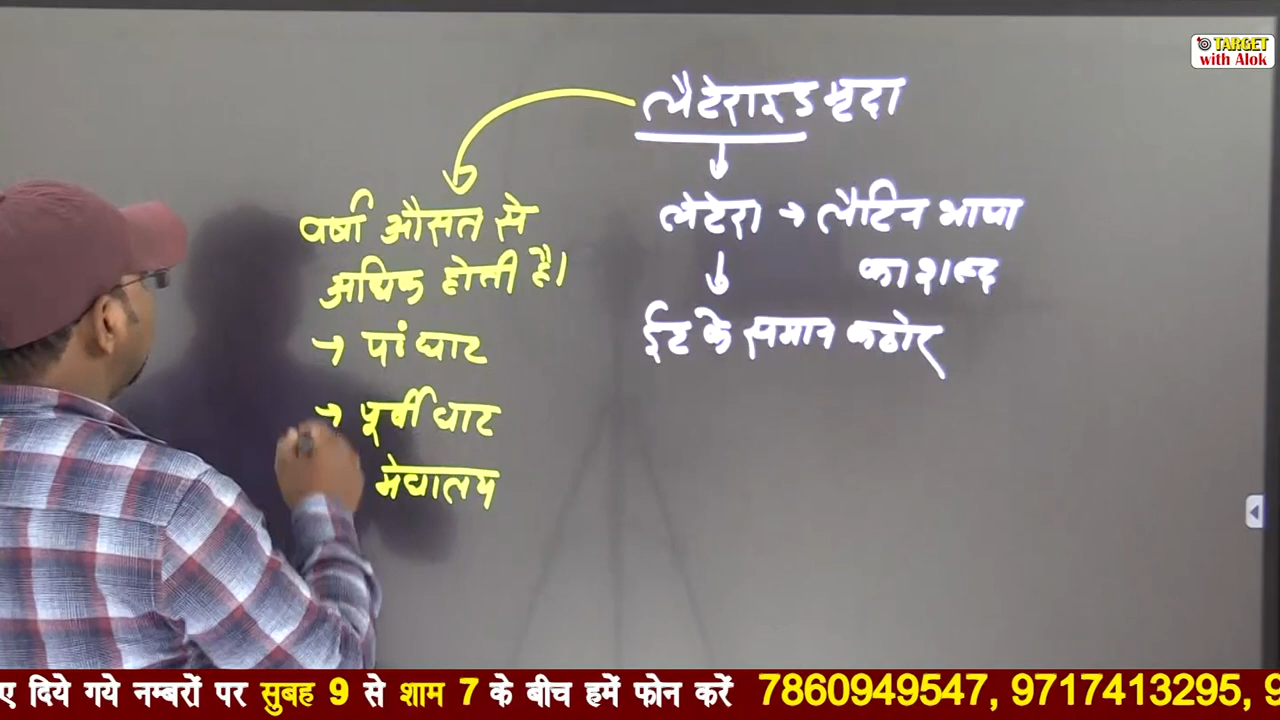 TARGET
with Alok
लैटेराइड मृदा
लेटेरा → लैटिन भाषा
का शब्द
ईंट के समान कठोर
वर्षा औसत से
अधिक होती है।
→ पं घाट
→ पूर्वी घाट
मेघालय
ए दिये गये नम्बरों पर सुबह 9 से शाम 7 के बीच हमें फोन करें 7860949547, 9717413295, 9